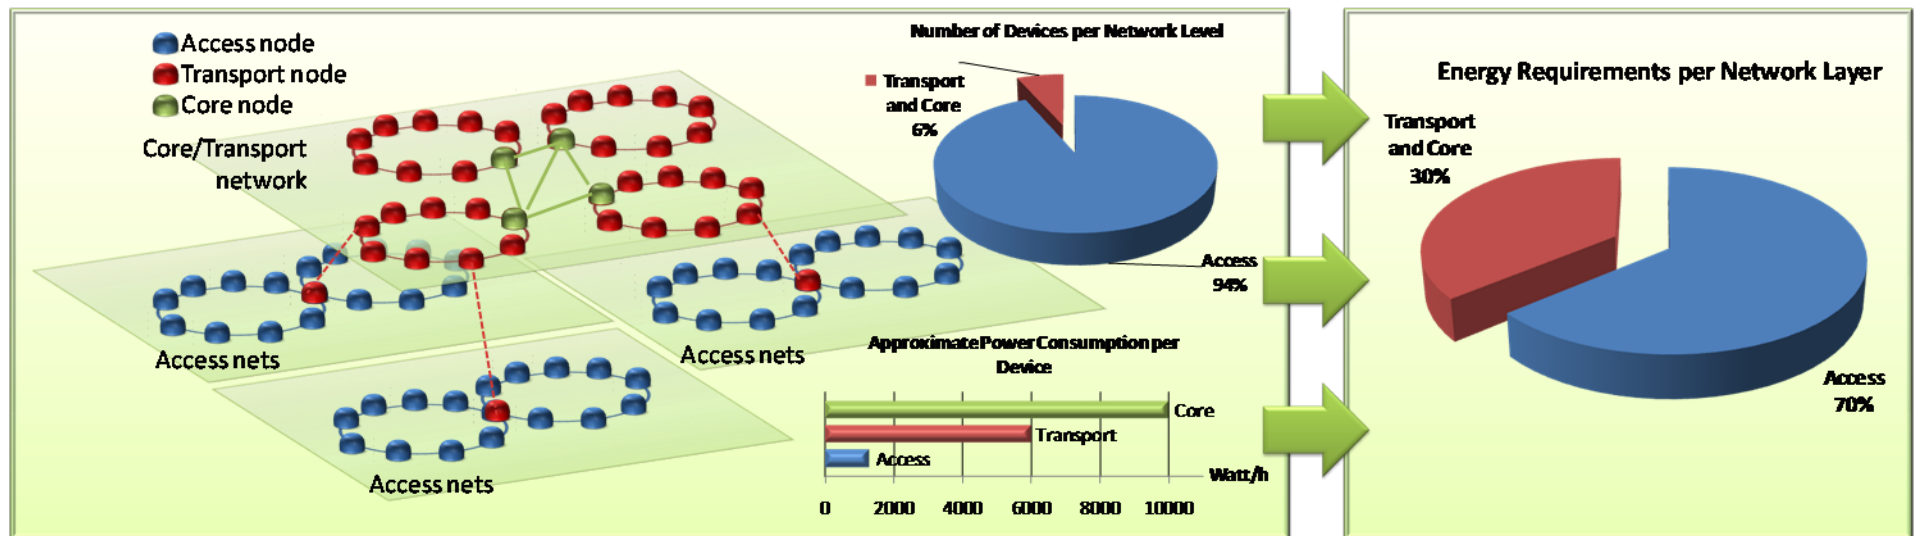 Access node
Transport node
Core node
Core/Transport
network
Access nets
Access nets
Access nets
Number of Devices per Network Level
Transport
and Core
6%
Access
94%
Approximate Power Consumption per
Device
Core
Transport
Access
Watt/h
0 2000 4000 6000 8000 10000
Energy Requirements per Network Layer
Transport
and Core
30%
Access
70%